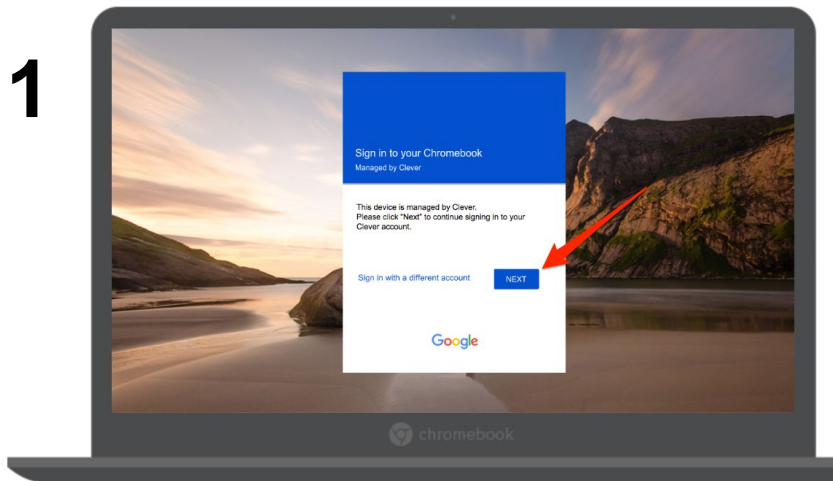 1
Sign in to your Chromebook
Managed by Clever
This device is managed by Clever.
Please click "Next" to continue signing in to your
Clever account.
Sign in with a different account
NEXT
Google
chromebook